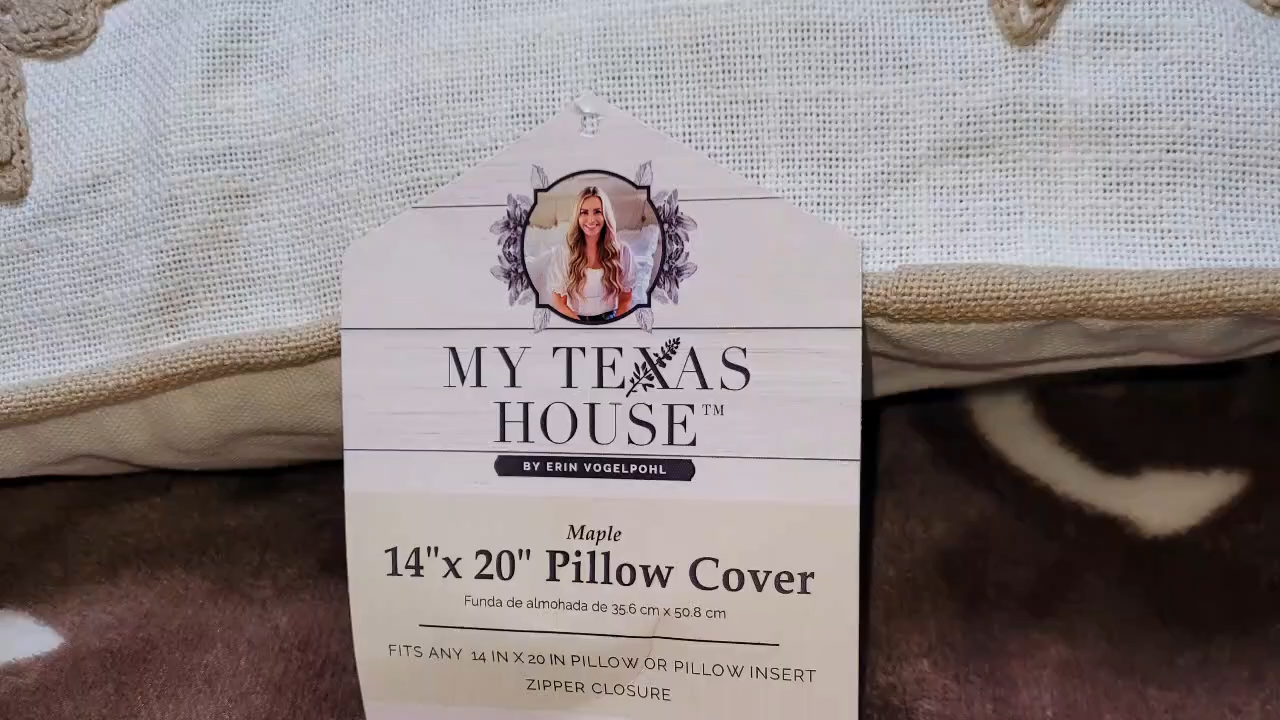 MY TEXAS
HOUSE™
BY ERIN VOGELPOHL
Maple
14"x 20" Pillow Cover
Funda de almohada de 35.6 cm x 50.8 cm
FITS ANY 14 IN X 20 IN PILLOW OR PILLOW INSERT
ZIPPER CLOSURE